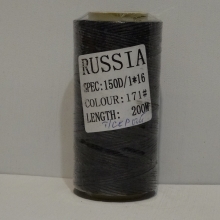 RUSSIA
SPEC:150D/1*16
COLOUR:171#
LENGTH: 200M